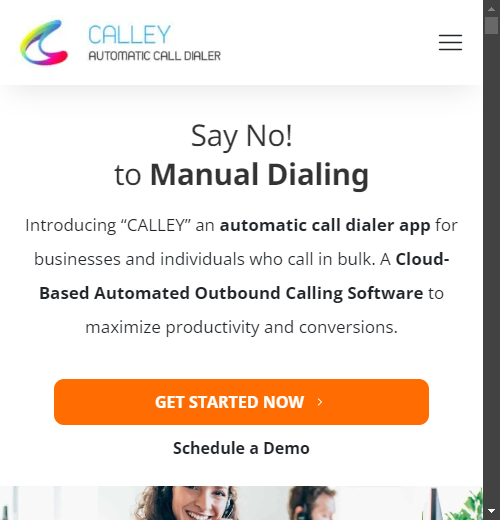 CALLEY
AUTOMATIC CALL DIALER
Say No!
to Manual Dialing
Introducing “CALLEY” an automatic call dialer app for
businesses and individuals who call in bulk. A Cloud-
Based Automated Outbound Calling Software to
maximize productivity and conversions.
GET STARTED NOW
Schedule a Demo